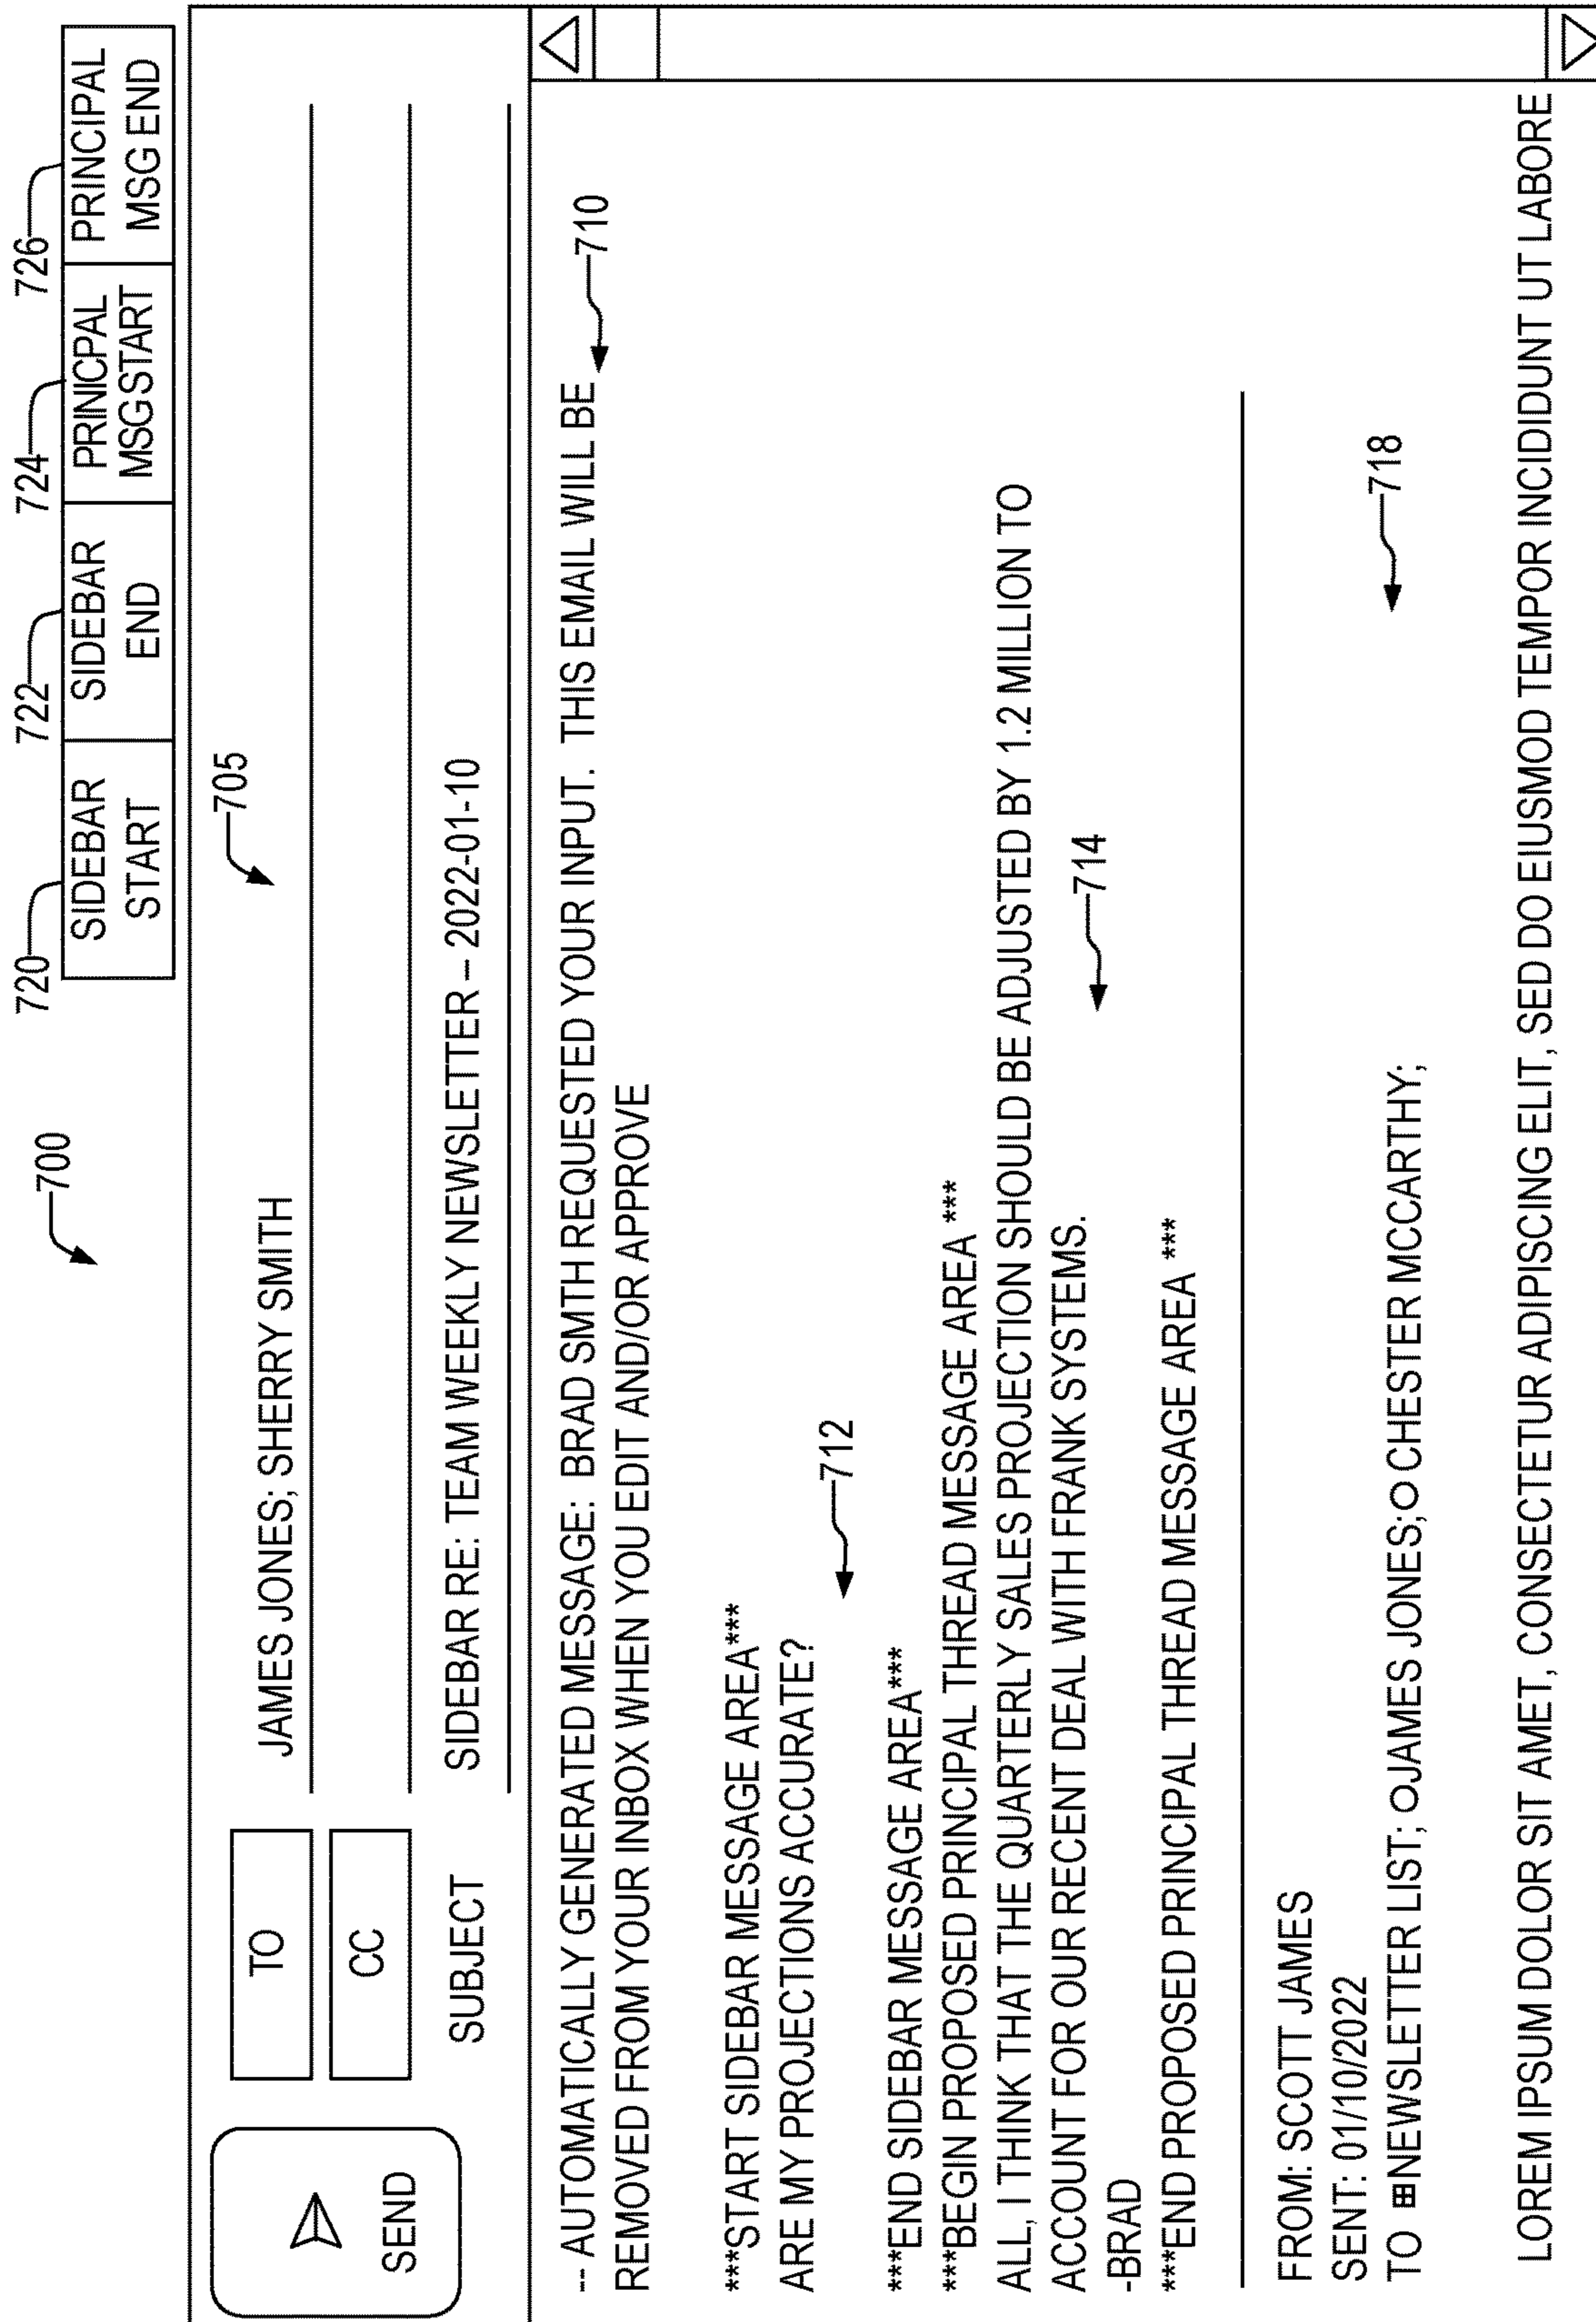 700
720
722
724
726
SIDEBAR
START
SIDEBAR
END
PRINICPAL
MSG START
PRINCIPAL
MSG END
705
SEND
TO
JAMES JONES; SHERRY SMITH
CC
SUBJECT
SIDEBAR RE: TEAM WEEKLY NEWSLETTER – 2022-01-10
-- AUTOMATICALLY GENERATED MESSAGE: BRAD SMTH REQUESTED YOUR INPUT. THIS EMAIL WILL BE
REMOVED FROM YOUR INBOX WHEN YOU EDIT AND/OR APPROVE
710
***START SIDEBAR MESSAGE AREA***
ARE MY PROJECTIONS ACCURATE?
712
***END SIDEBAR MESSAGE AREA***
***BEGIN PROPOSED PRINCIPAL THREAD MESSAGE AREA ***
ALL, I THINK THAT THE QUARTERLY SALES PROJECTION SHOULD BE ADJUSTED BY 1.2 MILLION TO
ACCOUNT FOR OUR RECENT DEAL WITH FRANK SYSTEMS.
714
-BRAD
***END PROPOSED PRINCIPAL THREAD MESSAGE AREA ***
FROM: SCOTT JAMES
SENT: 01/10/2022
TO ⊞NEWSLETTER LIST; OJAMES JONES;O CHESTER MCCARTHY;
718
LOREM IPSUM DOLOR SIT AMET, CONSECTETUR ADIPISCING ELIT, SED DO EIUSMOD TEMPOR INCIDIDUNT UT LABORE